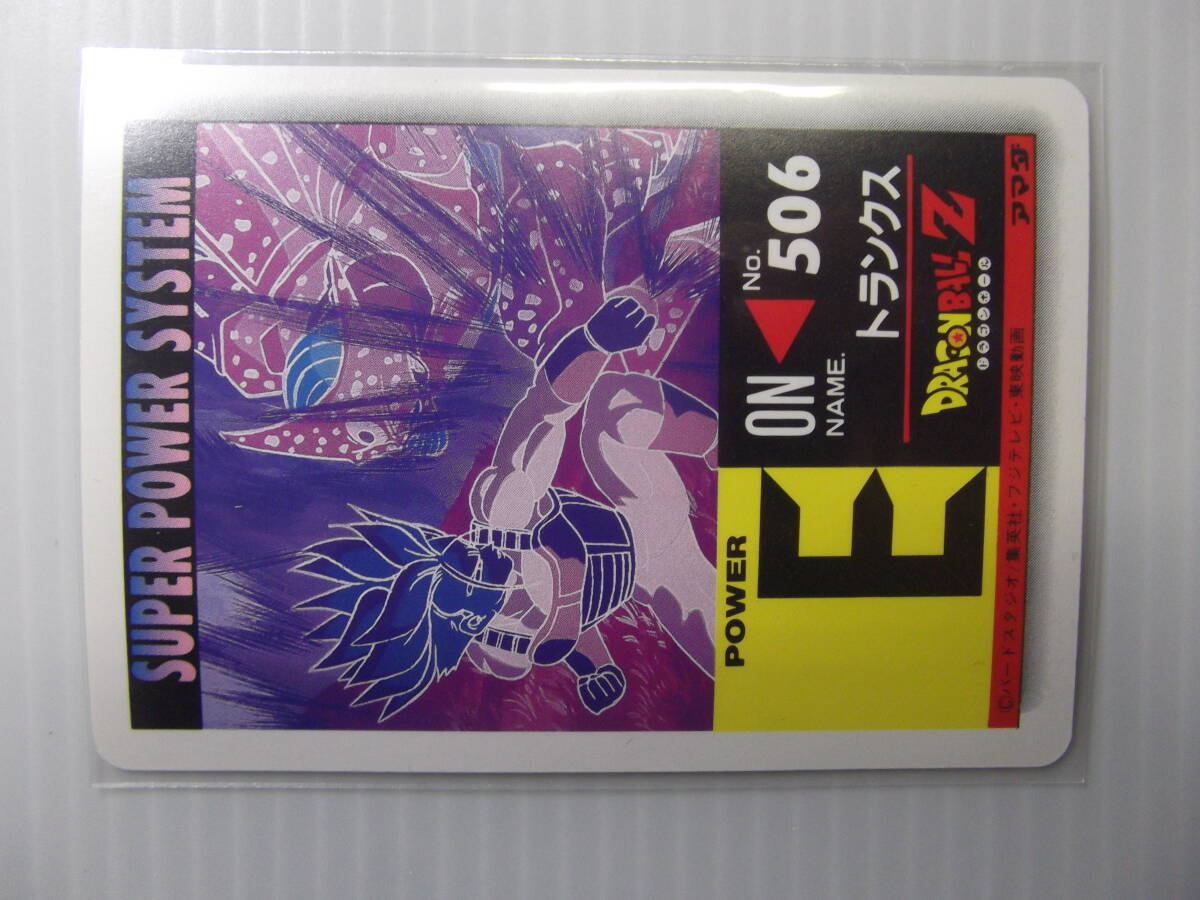 SUPER POWER SYSTEM
POWER
E
ON
No.
506
NAME.
トランクス
DRAGON BALL Z
ドラゴンボールZ
アマダ
©バードスタジオ/集英社・フジテレビ・東映動画